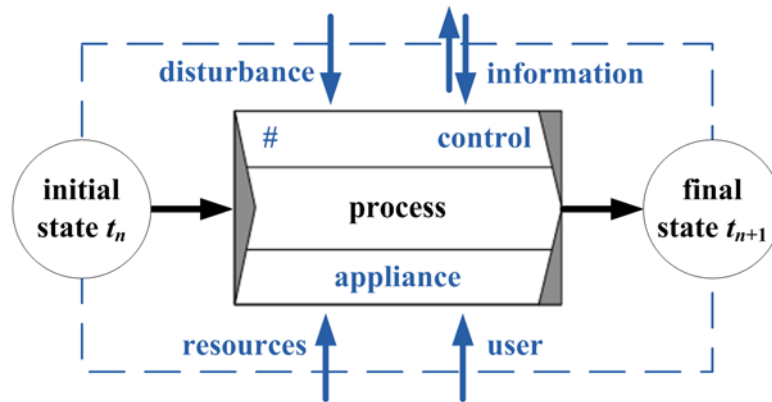 disturbance
information
#
control
initial
state tn
process
final
state tn+1
appliance
resources
user